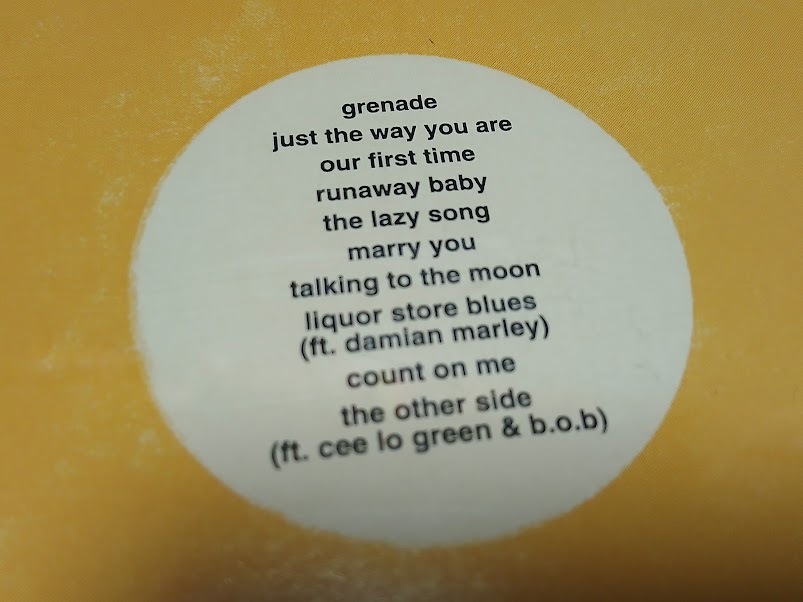 grenade
just the way you are
our first time
runaway baby
the lazy song
marry you
talking to the moon
liquor store blues
(ft. damian marley)
count on me
the other side
(ft. cee lo green & b.o.b)